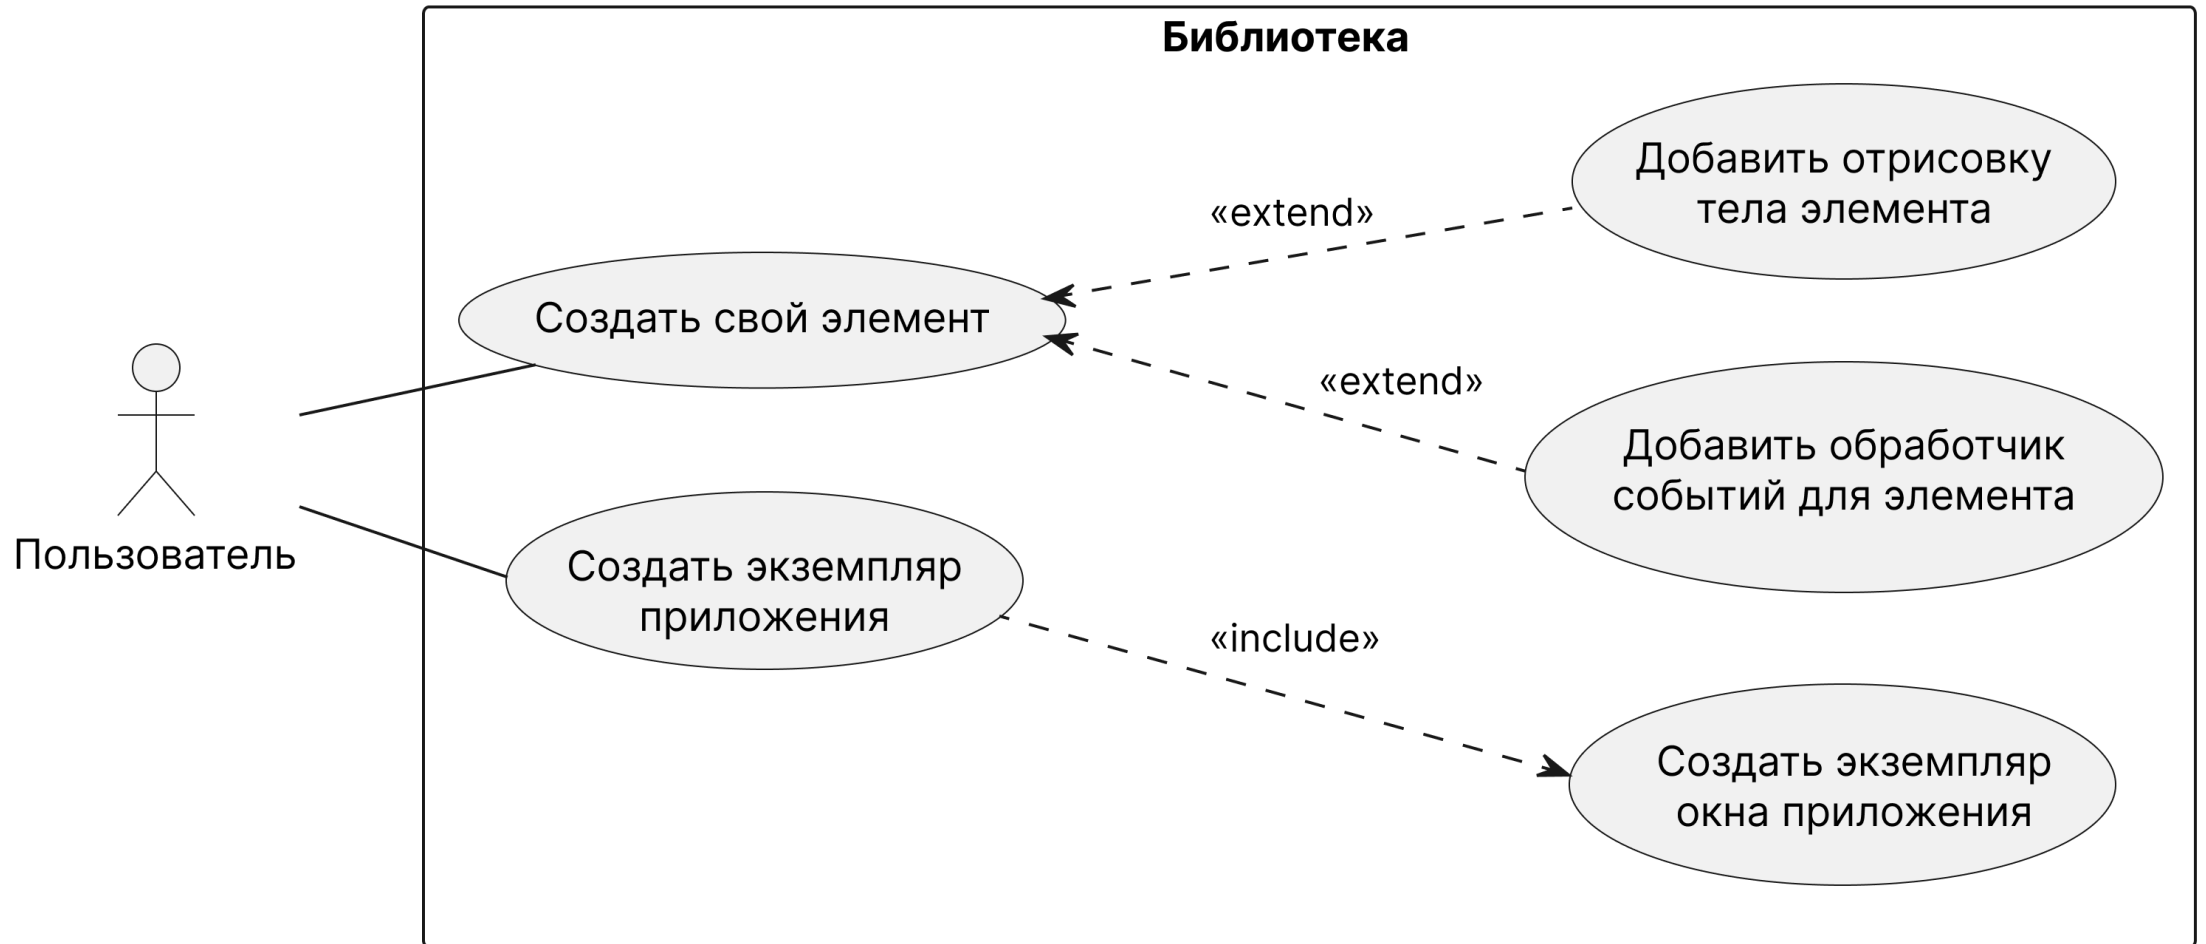 Библиотека
Добавить отрисовку
тела элемента
«extend»
Создать свой элемент
«extend»
Добавить обработчик
событий для элемента
Пользователь
Создать экземпляр
приложения
«include»
Создать экземпляр
окна приложения